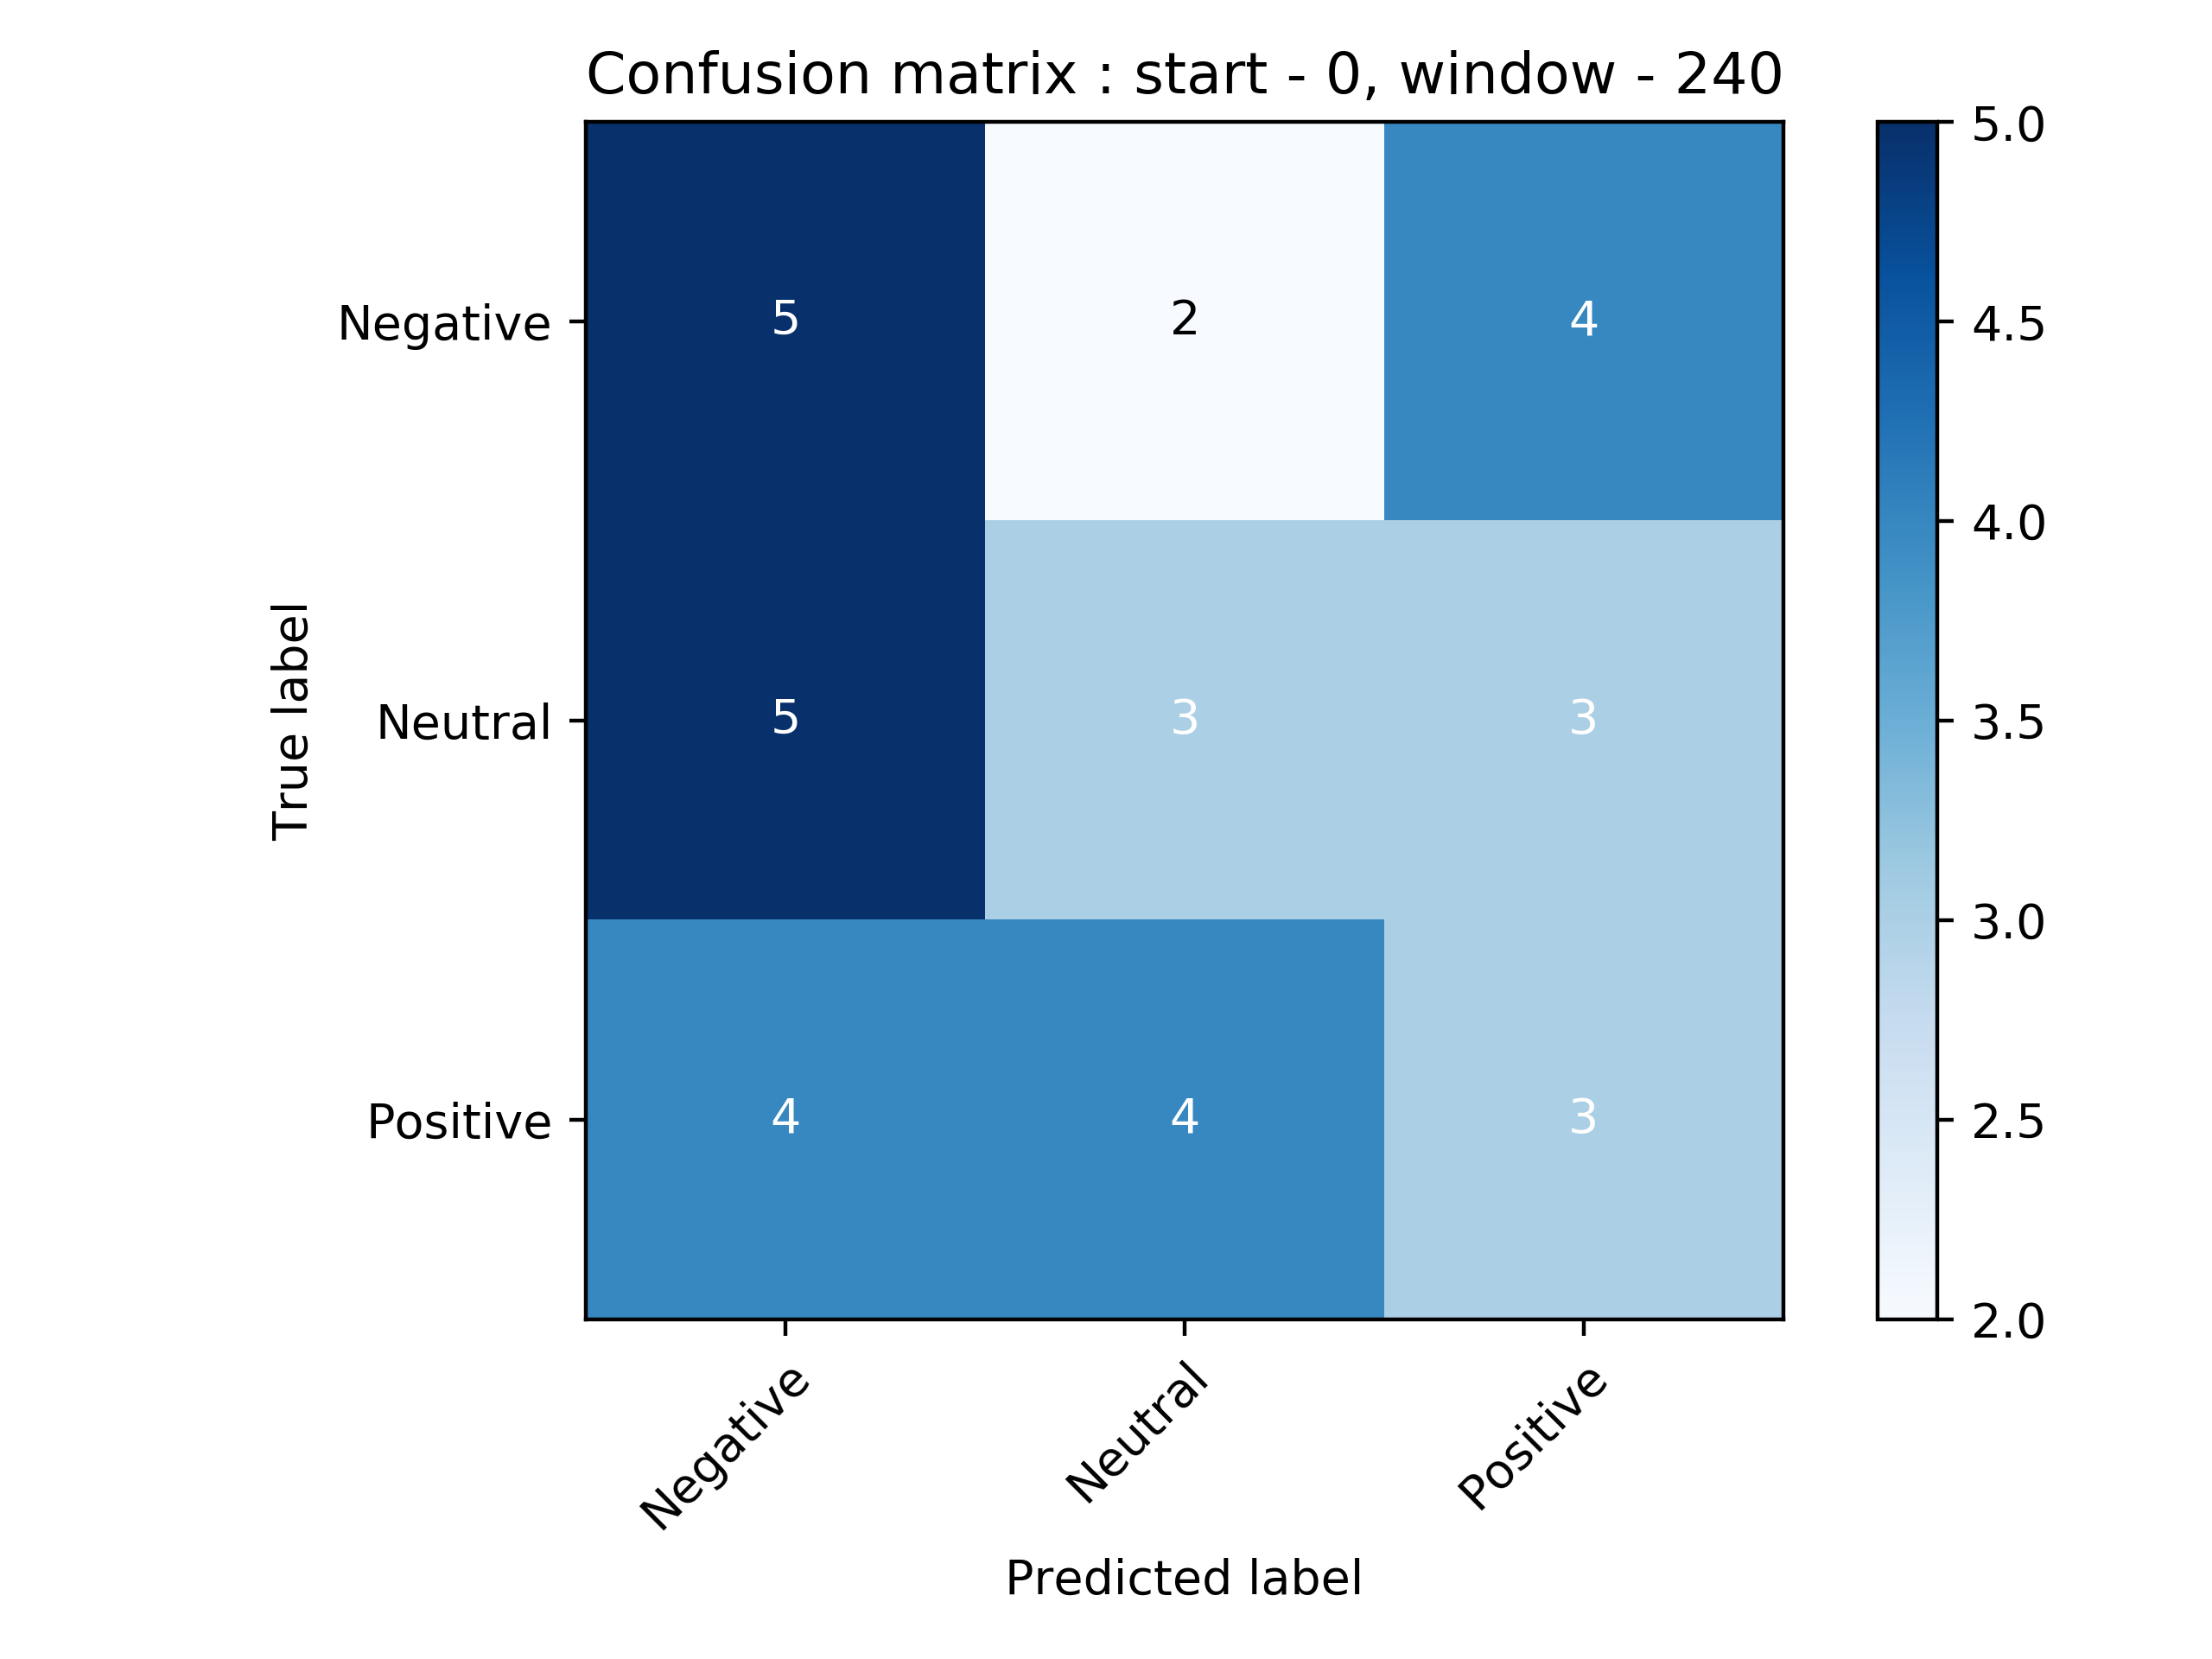 Confusion matrix : start - 0, window - 240
True label
Negative 5 2 4
Neutral 5 3 3
Positive 4 4 3
Negative Neutral Positive
Predicted label
5.0
4.5
4.0
3.5
3.0
2.5
2.0